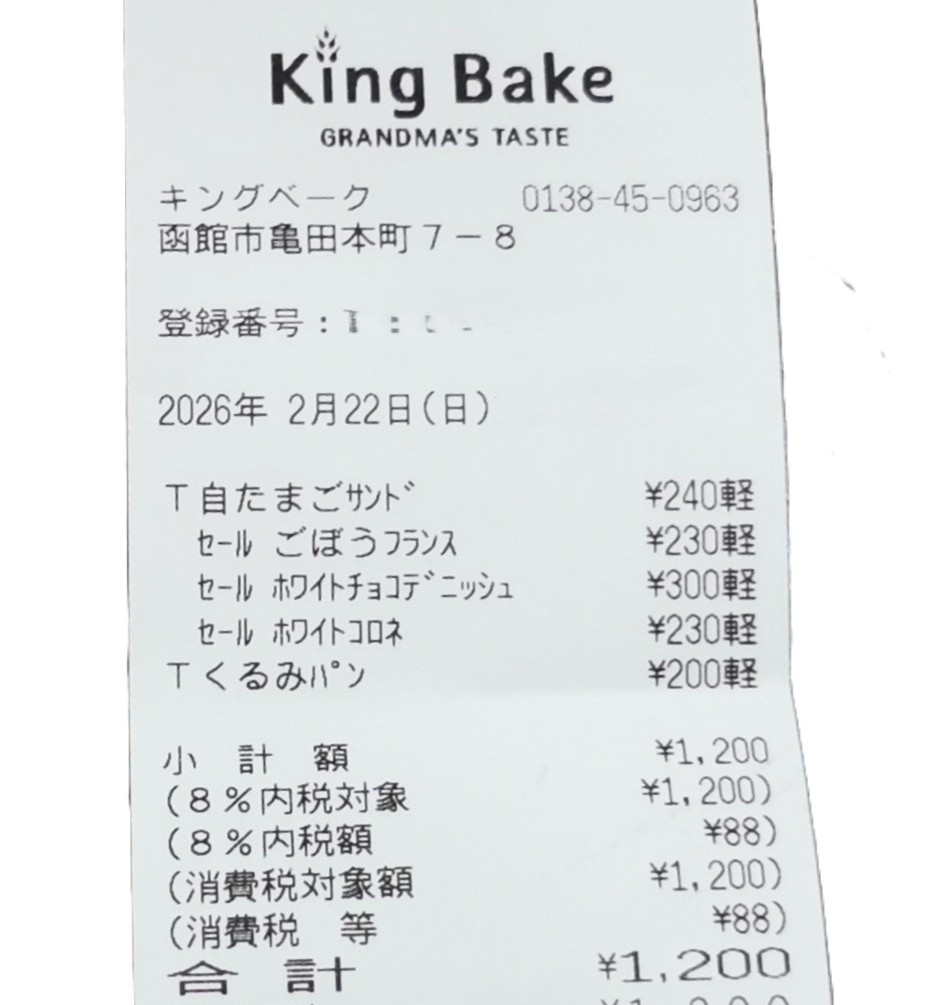 King Bake
GRANDMA'S TASTE
キングベーク 0138-45-0963
函館市亀田本町7-8
登録番号:
2026年 2月22日(日)
T自たまごサンド ¥240軽
セール ごぼうフランス ¥230軽
セール ホワイトチョコデニッシュ ¥300軽
セール ホワイトコロネ ¥230軽
Tくるみパン ¥200軽
小 計 額 ¥1,200
(8%内税対象 ¥1,200)
(8%内税額 ¥88)
(消費税対象額 ¥1,200)
(消費税 等 ¥88)
合 計 ¥1,200